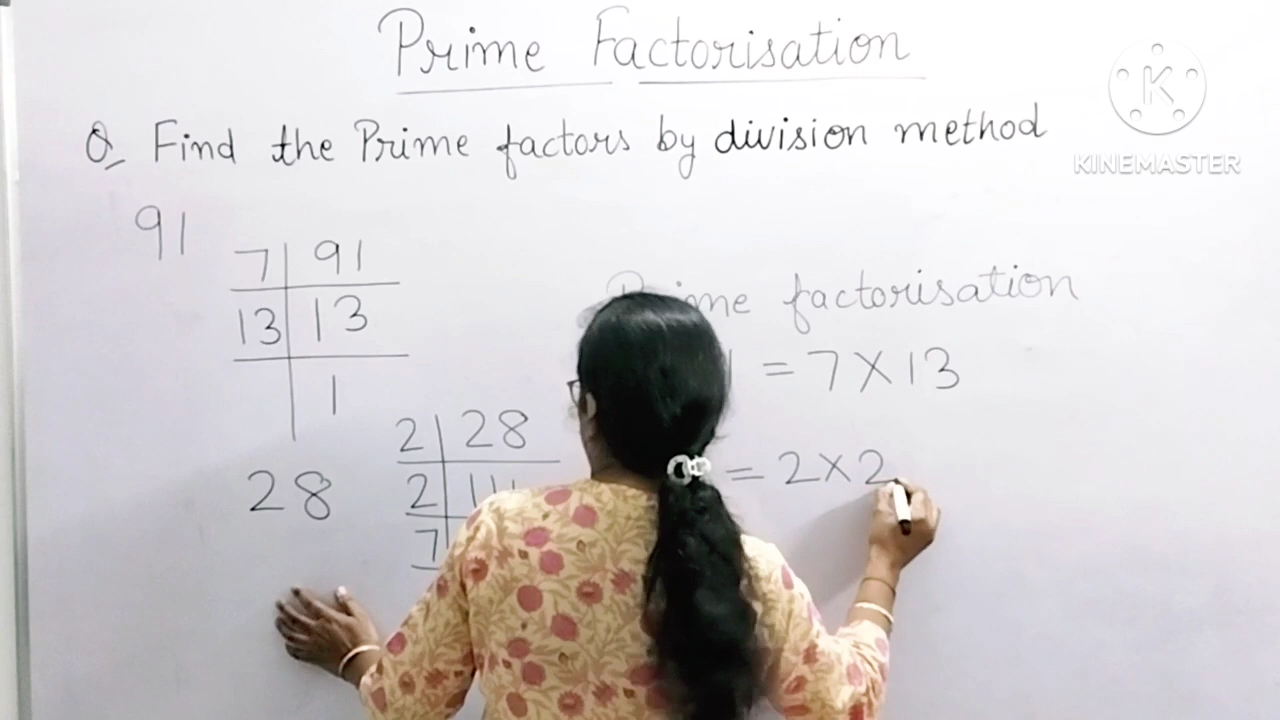 Prime Factorisation
Q. Find the Prime factors by division method
K
KINEMASTER
91
7 | 91
13 | 13
1
factorisation
= 7 X 13
28
2 | 28
2
7
= 2 X 2